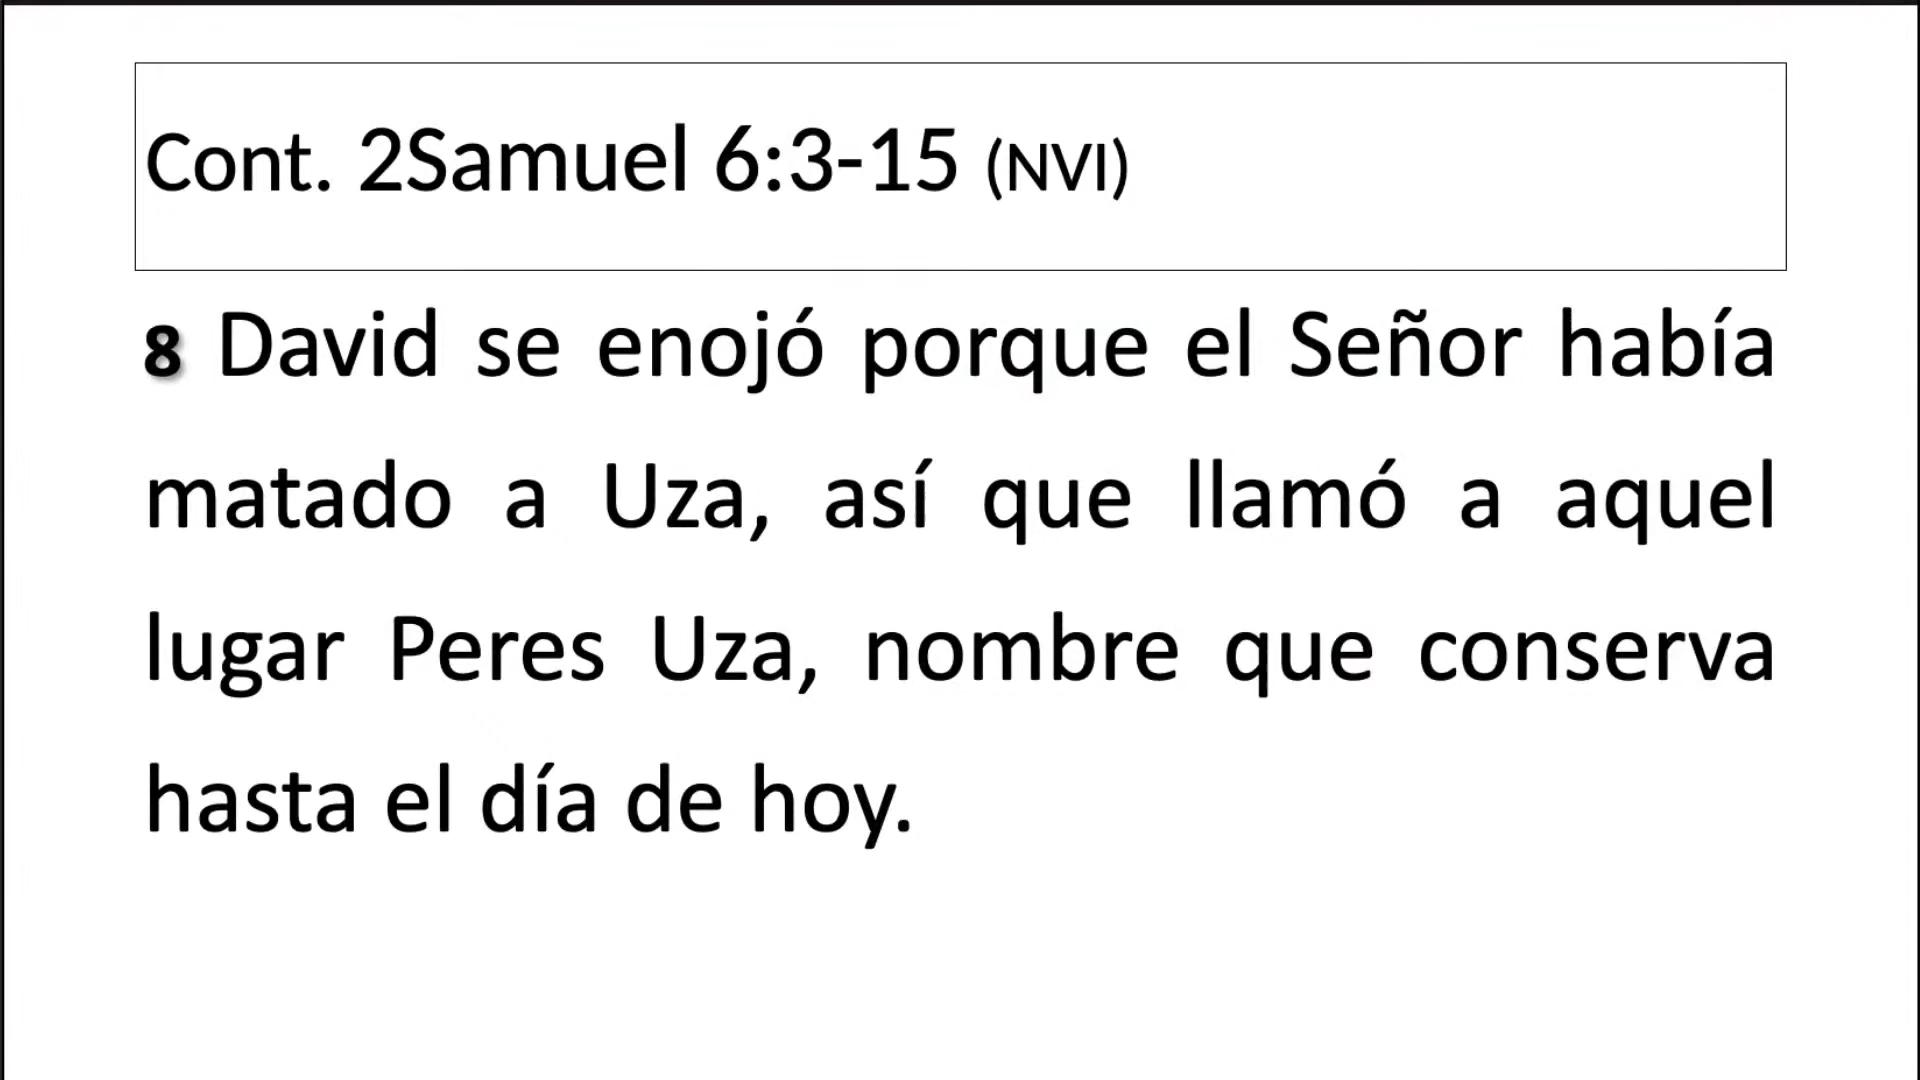 Cont. 2Samuel 6:3-15 (NVI)
8 David se enojó porque el Señor había
matado a Uza, así que llamó a aquel
lugar Peres Uza, nombre que conserva
hasta el día de hoy.